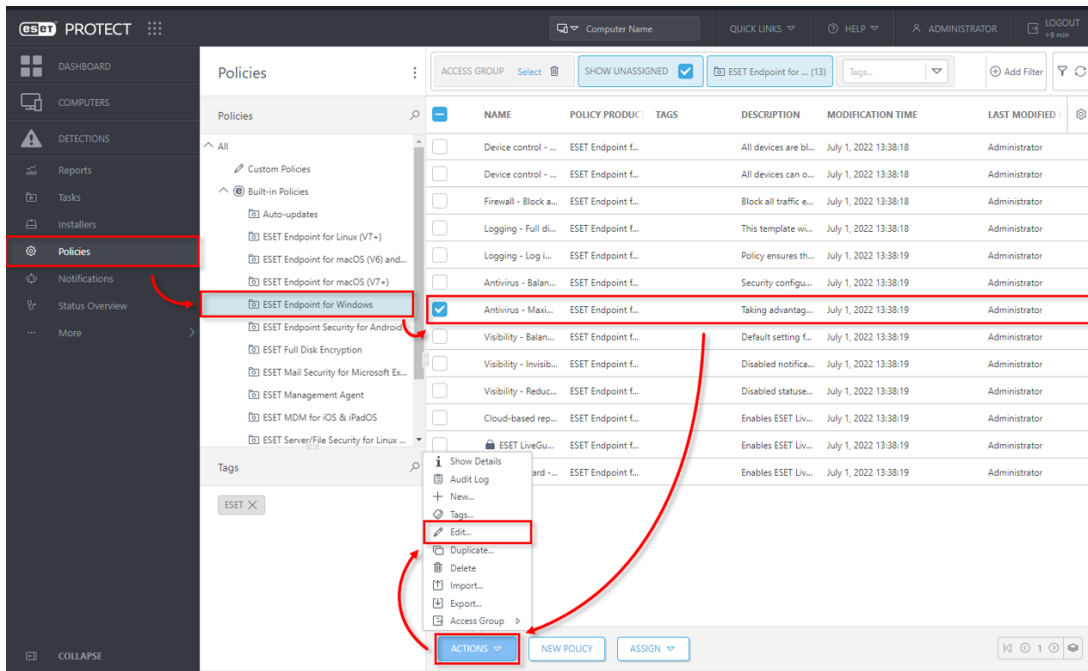 eseT PROTECT
Computer Name
QUICK LINKS
HELP
ADMINISTRATOR
LOGOUT
>9 min
DASHBOARD
COMPUTERS
DETECTIONS
Reports
Tasks
Installers
Policies
Notifications
Status Overview
More
COLLAPSE
Policies
ACCESS GROUP Select
SHOW UNASSIGNED
ESET Endpoint for ... (13)
Tags...
Add Filter
Policies
All
Custom Policies
Built-in Policies
Auto-updates
ESET Endpoint for Linux (V7+)
ESET Endpoint for macOS (V6) and...
ESET Endpoint for macOS (V7+)
ESET Endpoint for Windows
ESET Endpoint Security for Android
ESET Full Disk Encryption
ESET Mail Security for Microsoft Ex...
ESET Management Agent
ESET MDM for iOS & iPadOS
ESET Server/File Security for Linux ...
Tags
ESET
NAME POLICY PRODUC TAGS DESCRIPTION MODIFICATION TIME LAST MODIFIED
Device control - ... ESET Endpoint f... All devices are bl... July 1, 2022 13:38:18 Administrator
Device control - ... ESET Endpoint f... All devices can o... July 1, 2022 13:38:18 Administrator
Firewall - Block a... ESET Endpoint f... Block all traffic e... July 1, 2022 13:38:19 Administrator
Logging - Full di... ESET Endpoint f... This template wi... July 1, 2022 13:38:19 Administrator
Logging - Log i... ESET Endpoint f... Policy ensures th... July 1, 2022 13:38:19 Administrator
Antivirus - Balan... ESET Endpoint f... Security configu... July 1, 2022 13:38:19 Administrator
Antivirus - Maxi... ESET Endpoint f... Taking advantag... July 1, 2022 13:38:19 Administrator
Visibility - Balan... ESET Endpoint f... Default setting f... July 1, 2022 13:38:19 Administrator
Visibility - Invisib... ESET Endpoint f... Disabled notifica... July 1, 2022 13:38:19 Administrator
Visibility - Reduc... ESET Endpoint f... Disabled statuse... July 1, 2022 13:38:19 Administrator
Cloud-based rep... ESET Endpoint f... Enables ESET Liv... July 1, 2022 13:38:19 Administrator
ESET LiveGu... ESET Endpoint f... Enables ESET Liv... July 1, 2022 13:38:19 Administrator
ard -... ESET Endpoint f... Enables ESET Liv... July 1, 2022 13:38:19 Administrator
Show Details
Audit Log
New...
Tags...
Edit...
Duplicate...
Delete
Import...
Export...
Access Group
ACTIONS
NEW POLICY
ASSIGN
1